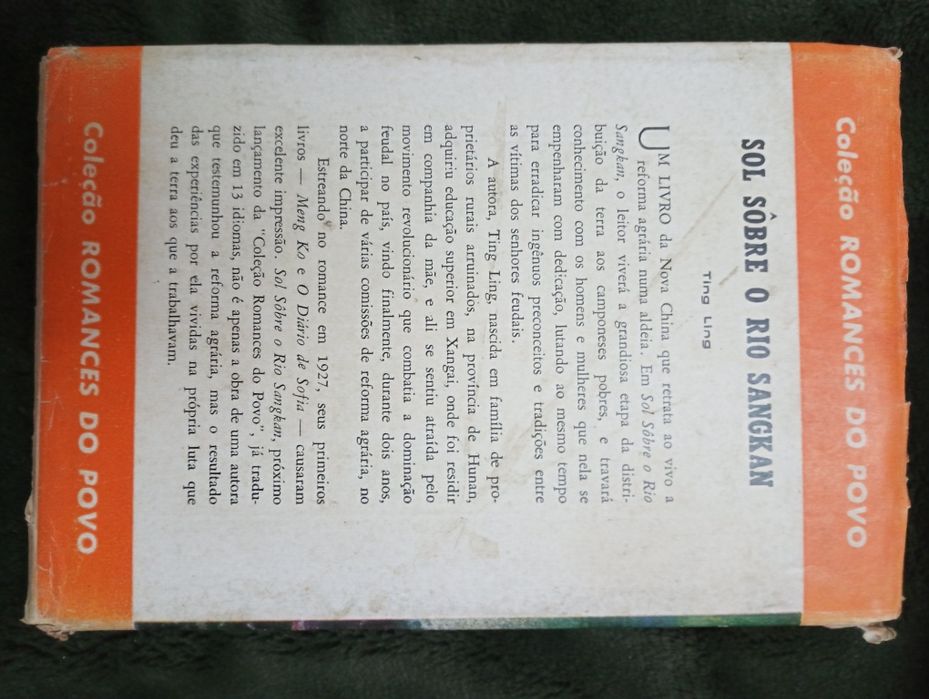 Coleção ROMANCES DO POVO
SOL SÔBRE O RIO SANGKAN
Ting Ling
UM LIVRO da Nova China que retrata ao vivo a
reforma agrária numa aldeia. Em Sol Sôbre o Rio
Sangkan, o leitor viverá a grandiosa etapa da distri-
buição da terra aos camponeses pobres, e travará
conhecimento com os homens e mulheres que nela se
empenharam com dedicação, lutando ao mesmo tempo
para erradicar ingênuos preconceitos e tradições entre
as vítimas dos senhores feudais.
A autora, Ting Ling, nascida em família de pro-
prietários rurais arruinados, na província de Hunan,
adquiriu educação superior em Xangai, onde foi residir
em companhia da mãe, e ali se sentiu atraída pelo
movimento revolucionário que combatia a dominação
feudal no país, vindo finalmente, durante dois anos,
a participar de várias comissões de reforma agrária, no
norte da China.
Estreando no romance em 1927, seus primeiros
livros — Meng Ko e O Diário de Sofia — causaram
excelente impressão. Sol Sôbre o Rio Sangkan, próximo
lançamento da "Coleção Romances do Povo", já tradu-
zido em 13 idiomas, não é apenas a obra de uma autora
que testemunhou a reforma agrária, mas o resultado
das experiências por ela vividas na própria luta que
deu a terra aos que a trabalhavam.
Coleção ROMANCES DO POVO